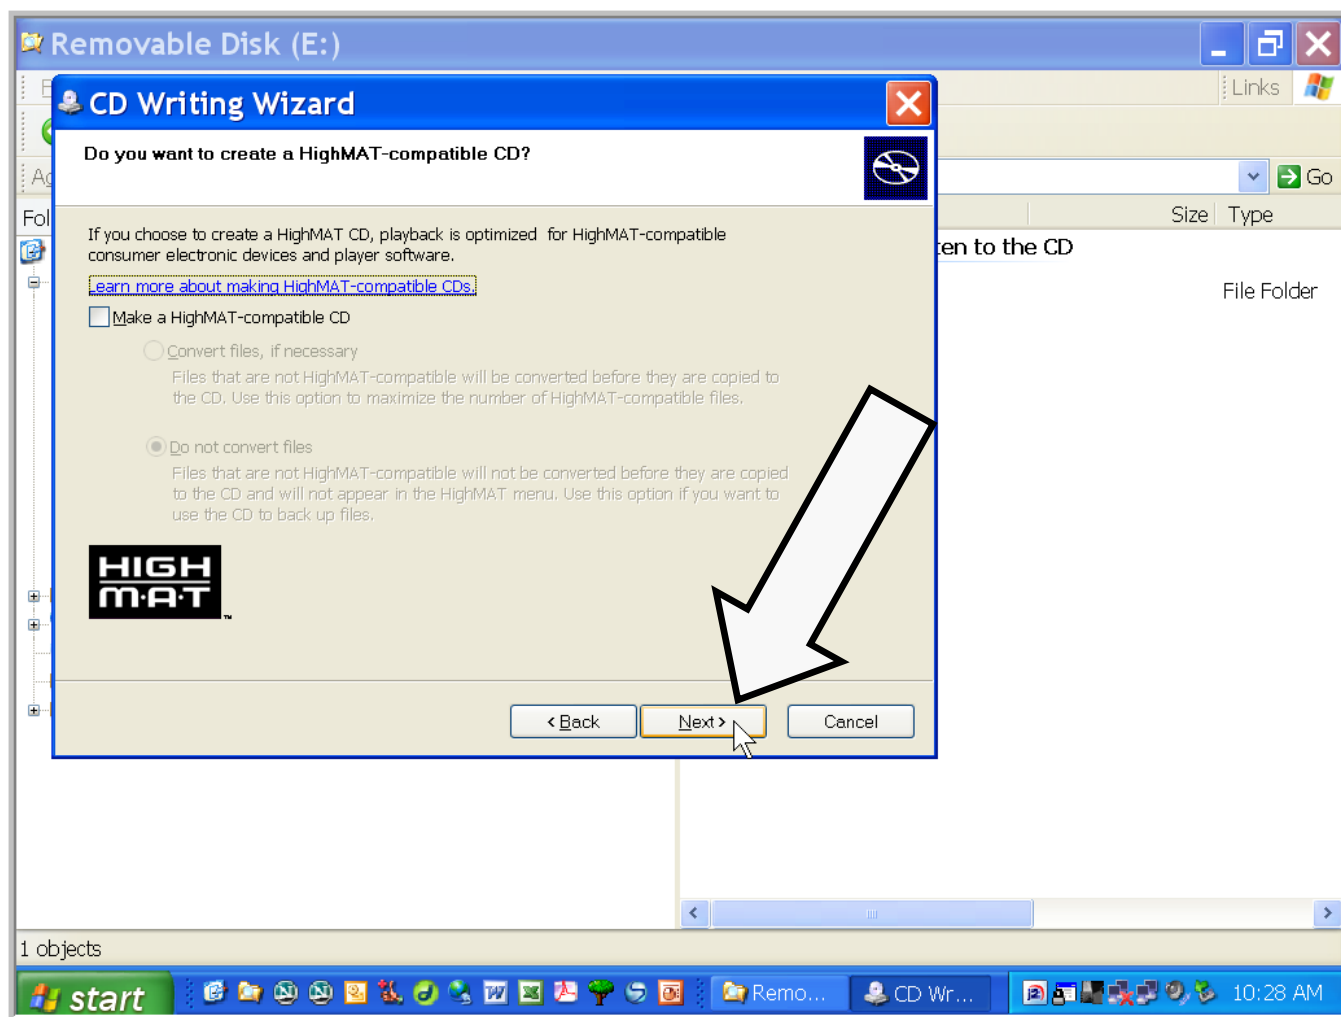 Removable Disk (E:)
Links
CD Writing Wizard
Do you want to create a HighMAT-compatible CD?
Go
Fol
Size Type
If you choose to create a HighMAT CD, playback is optimized for HighMAT-compatible
consumer electronic devices and player software.
ten to the CD
Learn more about making HighMAT-compatible CDs.
File Folder
Make a HighMAT-compatible CD
Convert files, if necessary
Files that are not HighMAT-compatible will be converted before they are copied to
the CD. Use this option to maximize the number of HighMAT-compatible files.
Do not convert files
Files that are not HighMAT-compatible will not be converted before they are copied
to the CD and will not appear in the HighMAT menu. Use this option if you want to
use the CD to back up files.
HIGH
M·A·T
™
< Back Next > Cancel
1 objects
start Remo... CD Wr... 10:28 AM